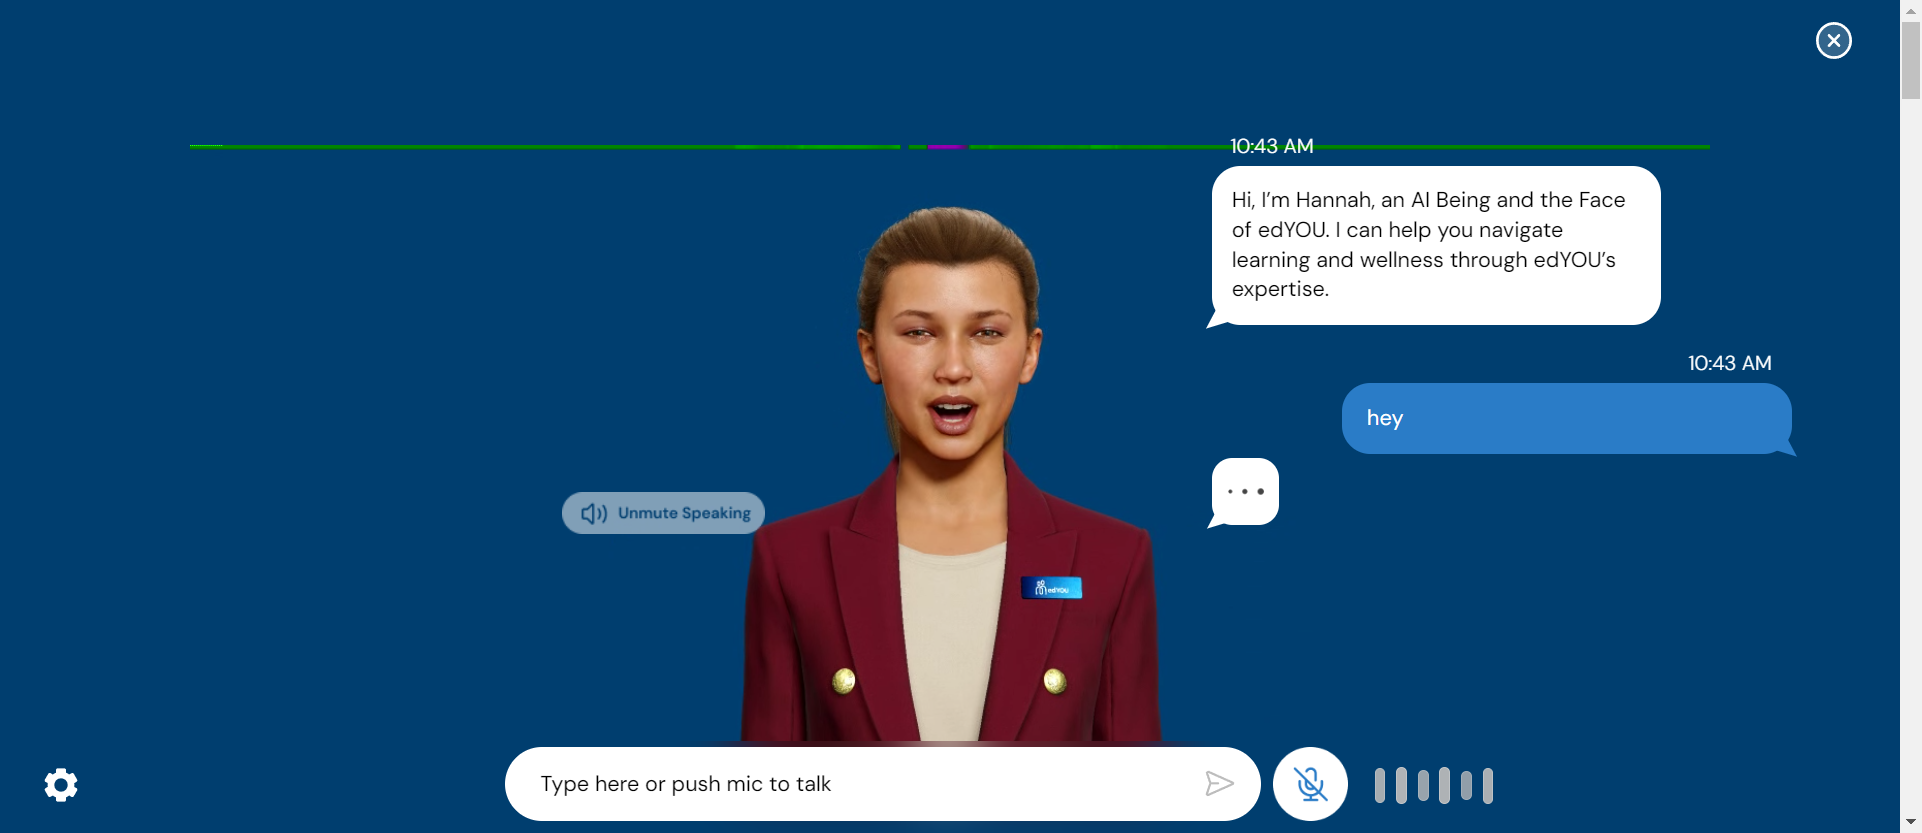 10:43 AM
Hi, I’m Hannah, an AI Being and the Face
of edYOU. I can help you navigate
learning and wellness through edYOU’s
expertise.
10:43 AM
hey
Unmute Speaking
edYOU
Type here or push mic to talk